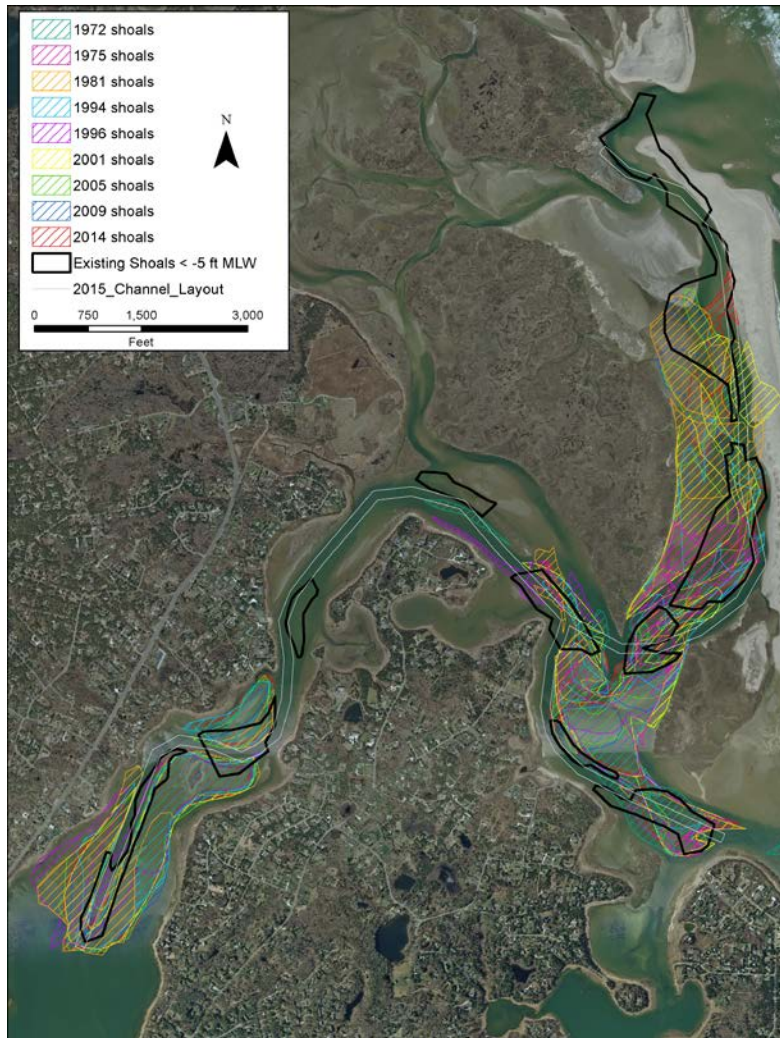 1972 shoals
1975 shoals
1981 shoals
1994 shoals
1996 shoals
2001 shoals
2005 shoals
2009 shoals
2014 shoals
Existing Shoals < -5 ft MLW
2015_Channel_Layout
N
0 750 1,500 3,000
Feet